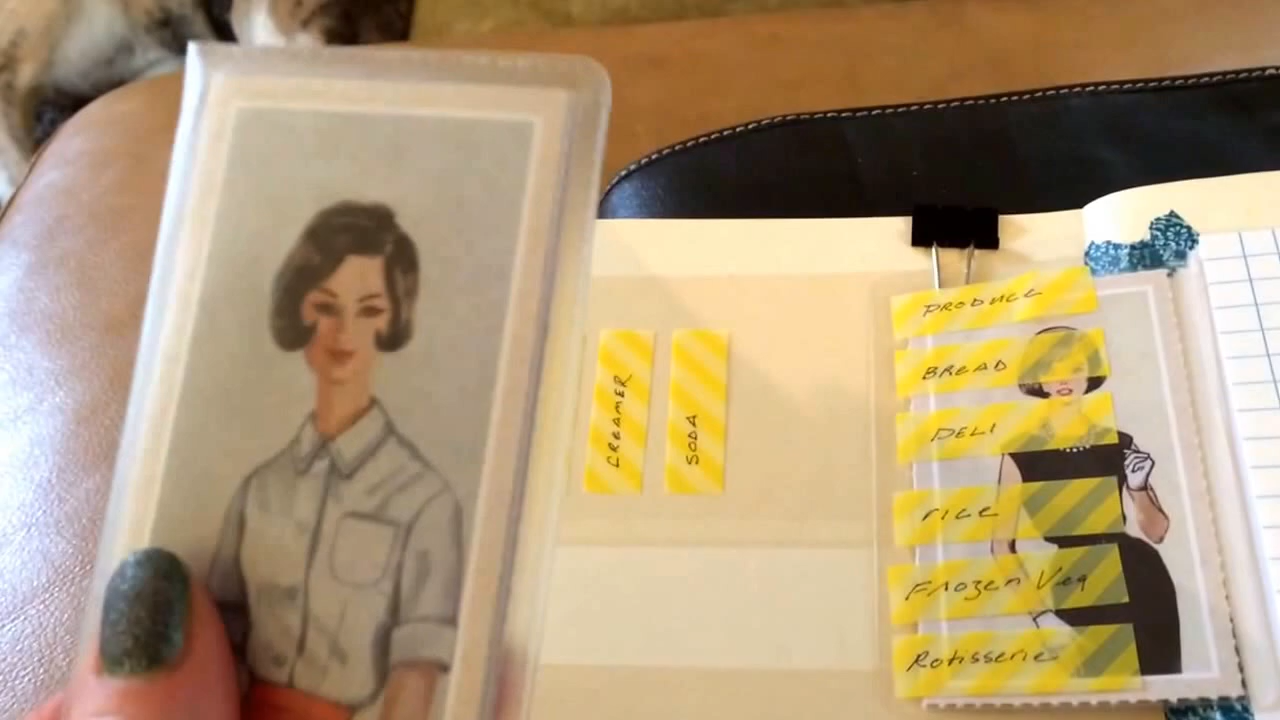 CREAMER
SODA
PRODUCE
BREAD
DELI
rice
Frozen Veg
Rotisserie